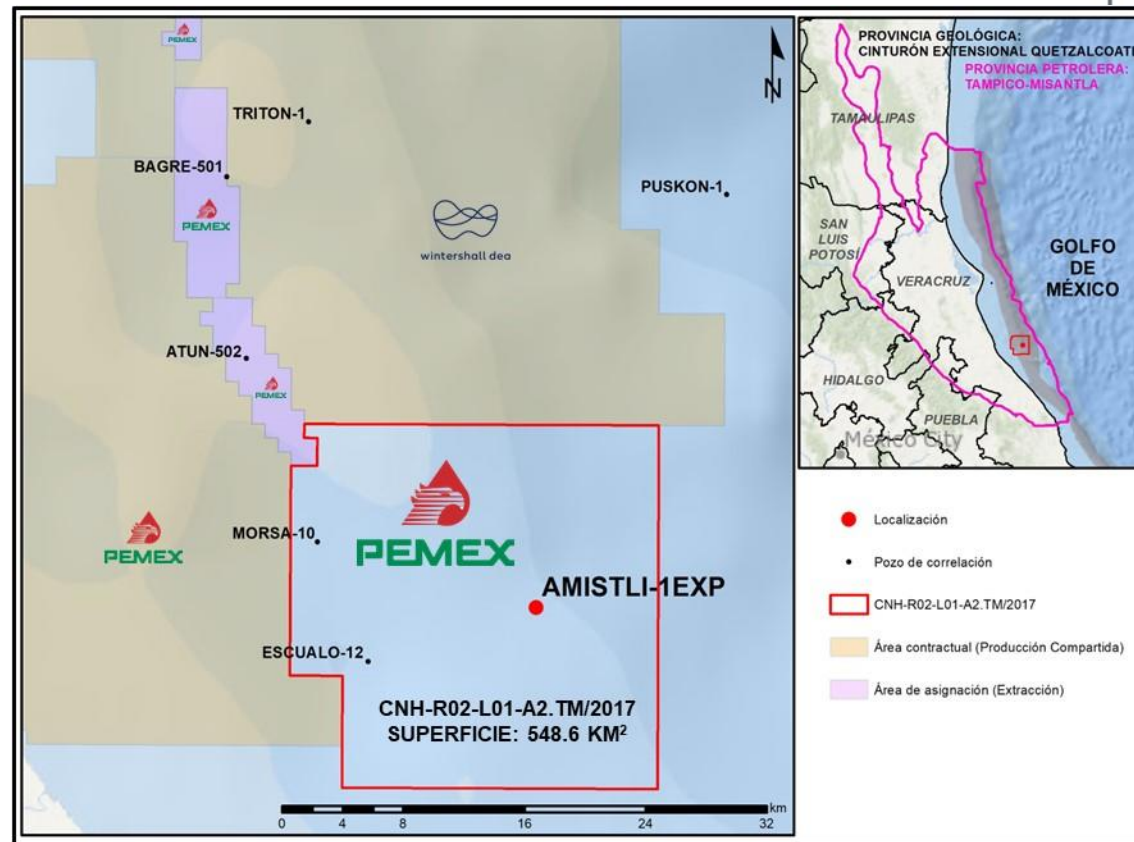 PEMEX
TRITON-1
BAGRE-501
PEMEX
PUSKON-1
wintershall dea
ATUN-502
PEMEX
N
PEMEX
MORSA-10
PEMEX
AMISTLI-1EXP
ESCUALO-12
CNH-R02-L01-A2.TM/2017
SUPERFICIE: 548.6 KM²
km
0 4 8 16 24 32
PROVINCIA GEOLÓGICA:
CINTURÓN EXTENSIONAL QUETZALCOATL
PROVINCIA PETROLERA:
TAMPICO-MISANTLA
TAMAULIPAS
SAN
LUIS
POTOSÍ
VERACRUZ
GOLFO
DE
MÉXICO
HIDALGO
PUEBLA
México City
Localización
Pozo de correlación
CNH-R02-L01-A2.TM/2017
Área contractual (Producción Compartida)
Área de asignación (Extracción)